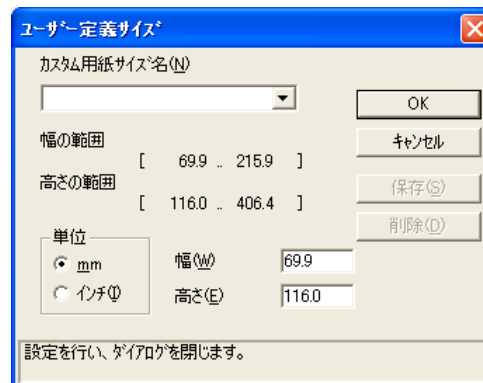 ユーザー定義サイズ
カスタム用紙サイズ名(N)
OK
幅の範囲
キャンセル
[ 69.9 .. 215.9 ]
高さの範囲
保存(S)
[ 116.0 .. 406.4 ]
削除(D)
単位
mm
幅(W) 69.9
インチ(I)
高さ(E) 116.0
設定を行い、ダイアログを閉じます。